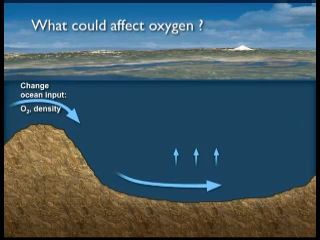 What could affect oxygen ?
Change
ocean input:
O₂, density